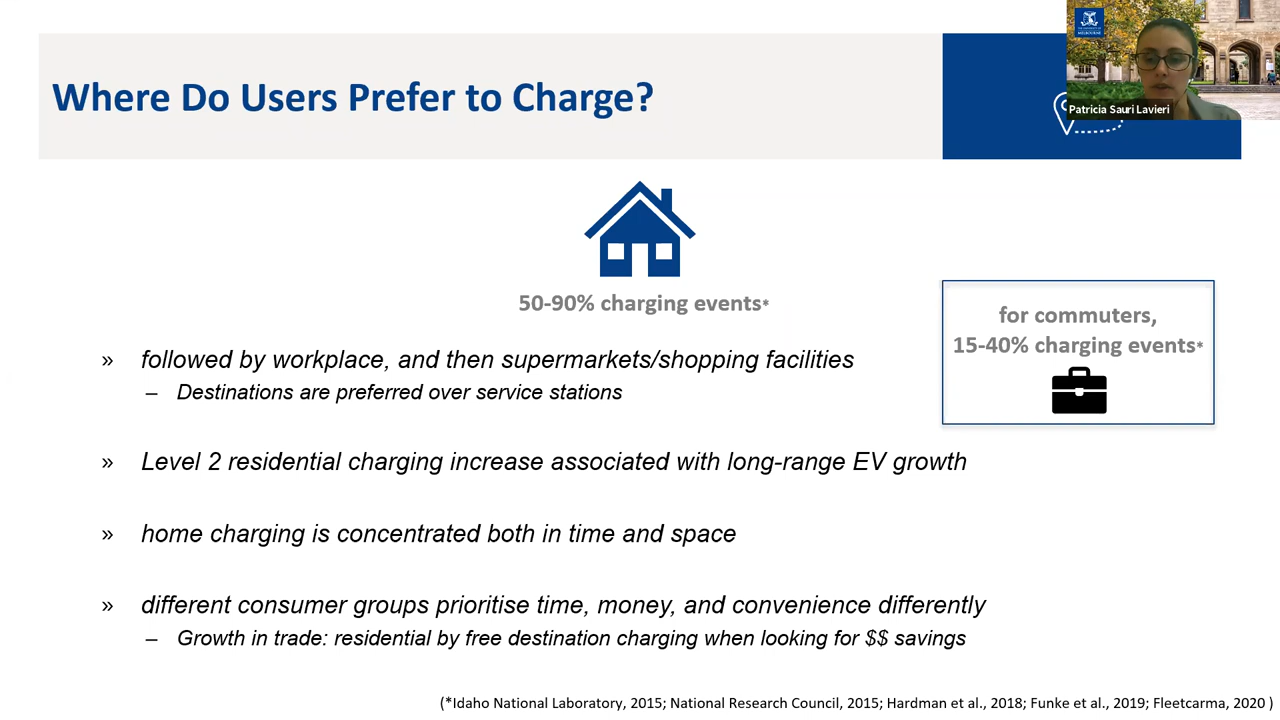 Where Do Users Prefer to Charge?
MELBOURNE
Patricia Sauri Lavieri
50-90% charging events*
for commuters,
15-40% charging events*
» followed by workplace, and then supermarkets/shopping facilities
– Destinations are preferred over service stations
» Level 2 residential charging increase associated with long-range EV growth
» home charging is concentrated both in time and space
» different consumer groups prioritise time, money, and convenience differently
– Growth in trade: residential by free destination charging when looking for $$ savings
(*Idaho National Laboratory, 2015; National Research Council, 2015; Hardman et al., 2018; Funke et al., 2019; Fleetcarma, 2020 )